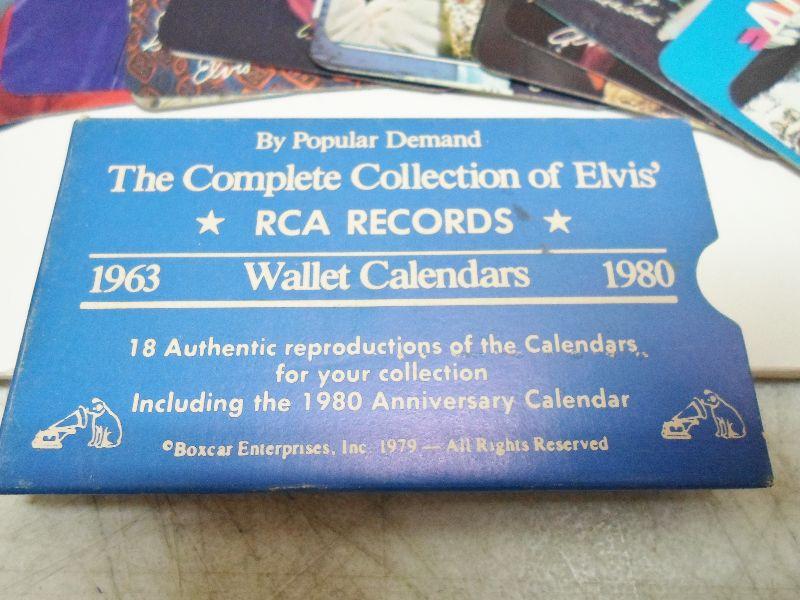 Elvis
By Popular Demand
The Complete Collection of Elvis'
★ RCA RECORDS ★
1963 Wallet Calendars 1980
18 Authentic reproductions of the Calendars,
for your collection
Including the 1980 Anniversary Calendar
©Boxcar Enterprises, Inc. 1979 — All Rights Reserved